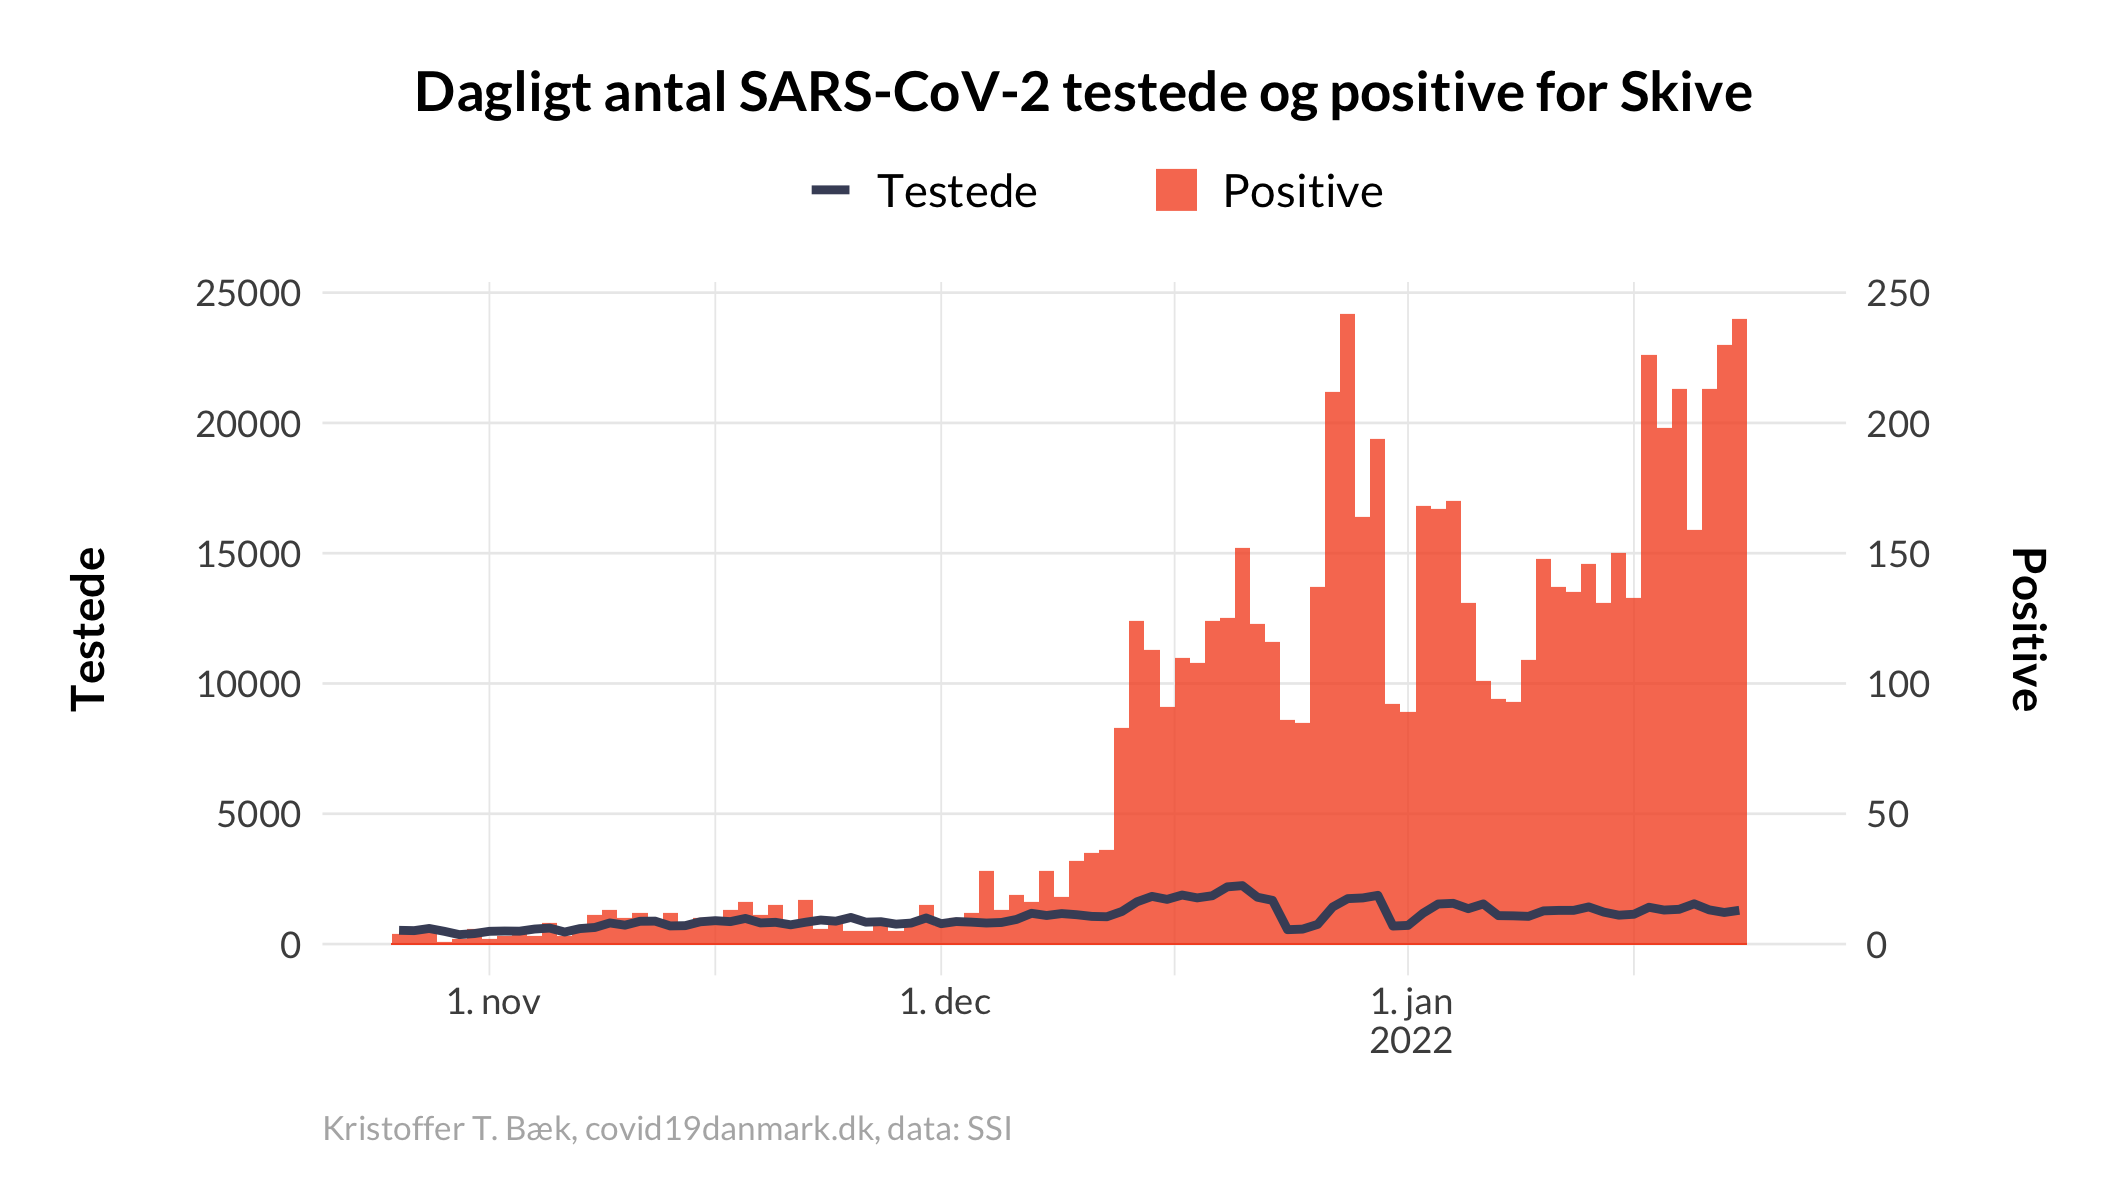 Dagligt antal SARS-CoV-2 testede og positive for Skive
Testede Positive
25000 250
20000 200
15000 150
10000 100
5000 50
0 0
Testede
Positive
1. nov 1. dec 1. jan
2022
Kristoffer T. Bæk, covid19danmark.dk, data: SSI